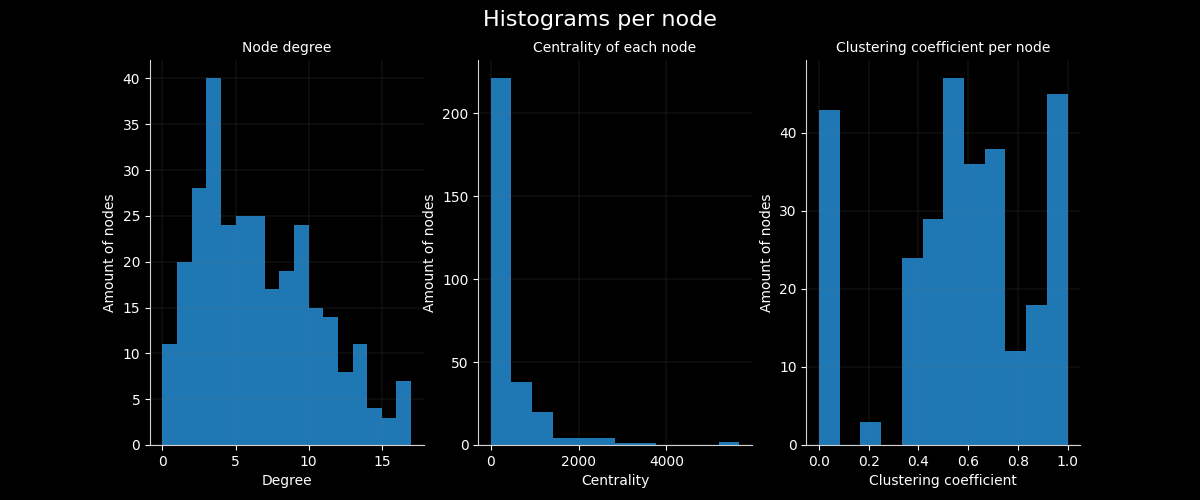 Histograms per node
Node degree
Amount of nodes
40
35
30
25
20
15
10
5
0
0 5 10 15
Degree
Centrality of each node
Amount of nodes
200
150
100
50
0
0 2000 4000
Centrality
Clustering coefficient per node
Amount of nodes
40
30
20
10
0
0.0 0.2 0.4 0.6 0.8 1.0
Clustering coefficient